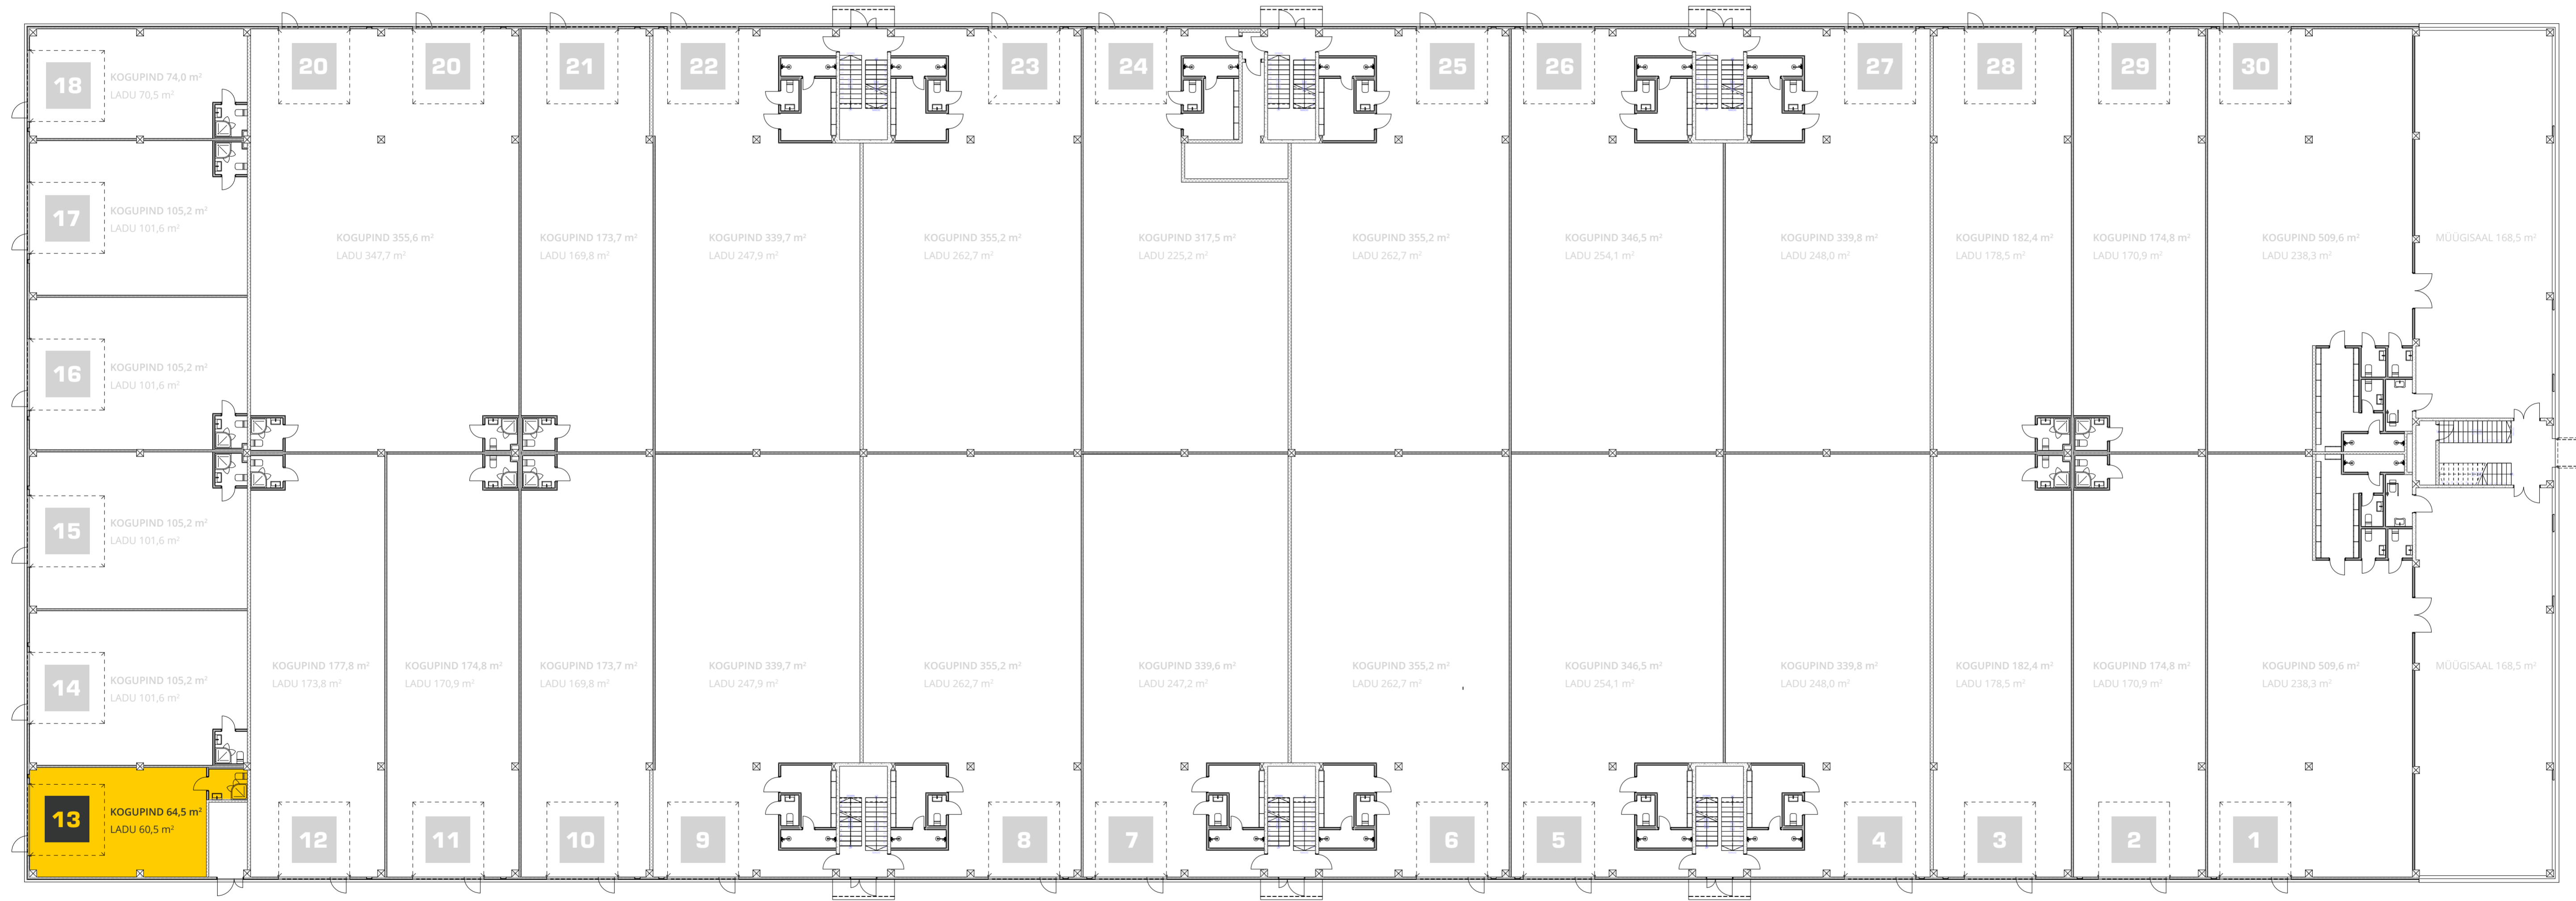 18
KOGUPIND 74,0 m²
LADU 70,5 m²
20
20
21
22
23
24
25
26
27
28
29
30
17
KOGUPIND 105,2 m²
LADU 101,6 m²
KOGUPIND 355,6 m²
LADU 347,7 m²
KOGUPIND 173,7 m²
LADU 169,8 m²
KOGUPIND 339,7 m²
LADU 247,9 m²
KOGUPIND 355,2 m²
LADU 262,7 m²
KOGUPIND 317,5 m²
LADU 225,2 m²
KOGUPIND 355,2 m²
LADU 262,7 m²
KOGUPIND 346,5 m²
LADU 254,1 m²
KOGUPIND 339,8 m²
LADU 248,0 m²
KOGUPIND 182,4 m²
LADU 178,5 m²
KOGUPIND 174,8 m²
LADU 170,9 m²
KOGUPIND 509,6 m²
LADU 238,3 m²
MÜÜGISAAL 168,5 m²
16
KOGUPIND 105,2 m²
LADU 101,6 m²
15
KOGUPIND 105,2 m²
LADU 101,6 m²
14
KOGUPIND 105,2 m²
LADU 101,6 m²
KOGUPIND 177,8 m²
LADU 173,8 m²
KOGUPIND 174,8 m²
LADU 170,9 m²
KOGUPIND 173,7 m²
LADU 169,8 m²
KOGUPIND 339,7 m²
LADU 247,9 m²
KOGUPIND 355,2 m²
LADU 262,7 m²
KOGUPIND 339,6 m²
LADU 247,2 m²
KOGUPIND 355,2 m²
LADU 262,7 m²
KOGUPIND 346,5 m²
LADU 254,1 m²
KOGUPIND 339,8 m²
LADU 248,0 m²
KOGUPIND 182,4 m²
LADU 178,5 m²
KOGUPIND 174,8 m²
LADU 170,9 m²
KOGUPIND 509,6 m²
LADU 238,3 m²
MÜÜGISAAL 168,5 m²
13
KOGUPIND 64,5 m²
LADU 60,5 m²
12
11
10
9
8
7
6
5
4
3
2
1